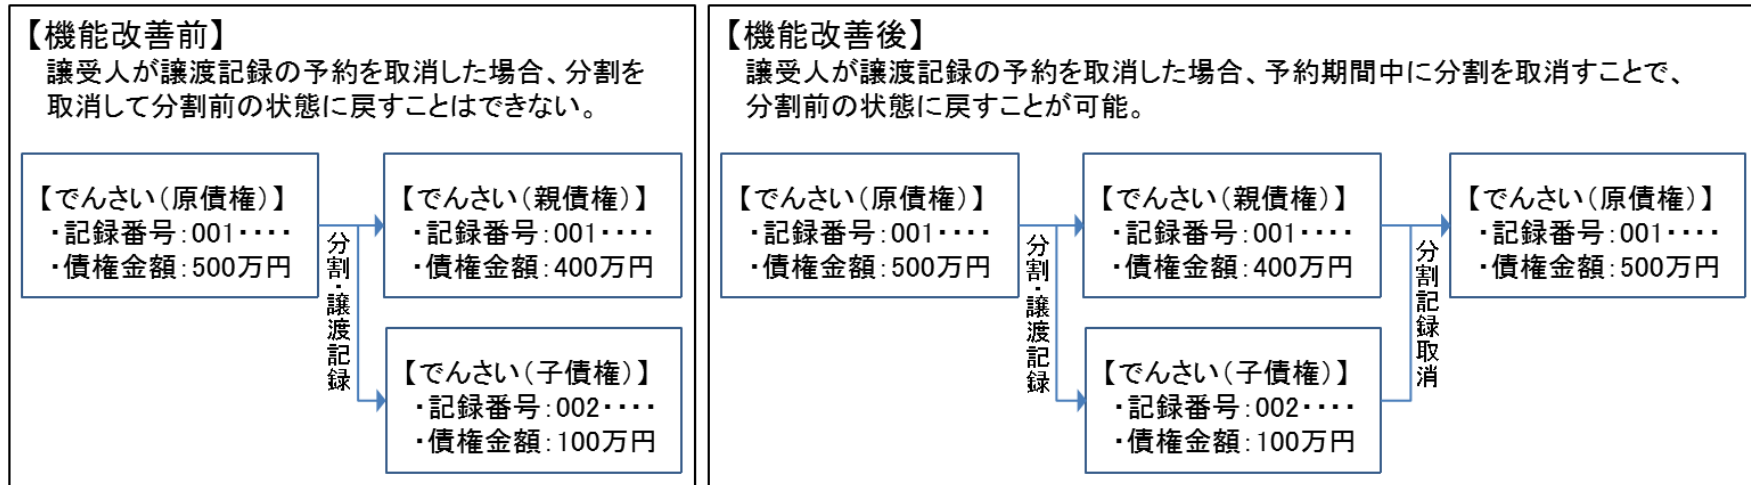 【機能改善前】
譲受人が譲渡記録の予約を取消した場合、分割を
取消して分割前の状態に戻すことはできない。
【でんさい（原債権）】
・記録番号：001・・・・
・債権金額：500万円
分割・譲渡記録
【でんさい（親債権）】
・記録番号：001・・・・
・債権金額：400万円
【でんさい（子債権）】
・記録番号：002・・・・
・債権金額：100万円
【機能改善後】
譲受人が譲渡記録の予約を取消した場合、予約期間中に分割を取消すことで、
分割前の状態に戻すことが可能。
【でんさい（原債権）】
・記録番号：001・・・・
・債権金額：500万円
分割・譲渡記録
【でんさい（親債権）】
・記録番号：001・・・・
・債権金額：400万円
【でんさい（子債権）】
・記録番号：002・・・・
・債権金額：100万円
分割記録取消
【でんさい（原債権）】
・記録番号：001・・・・
・債権金額：500万円